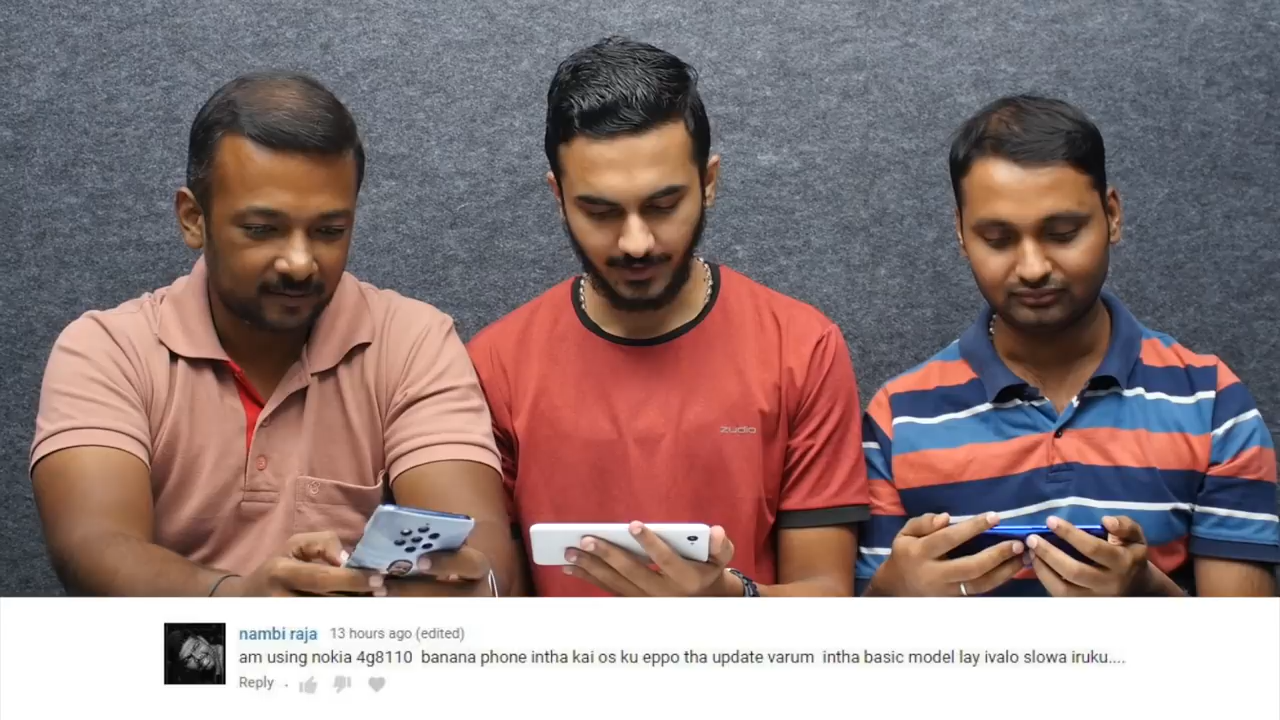 zudio
nambi raja 13 hours ago (edited)
am using nokia 4g8110 banana phone intha kai os ku eppo tha update varum intha basic model lay ivalo slowa iruku....
Reply .